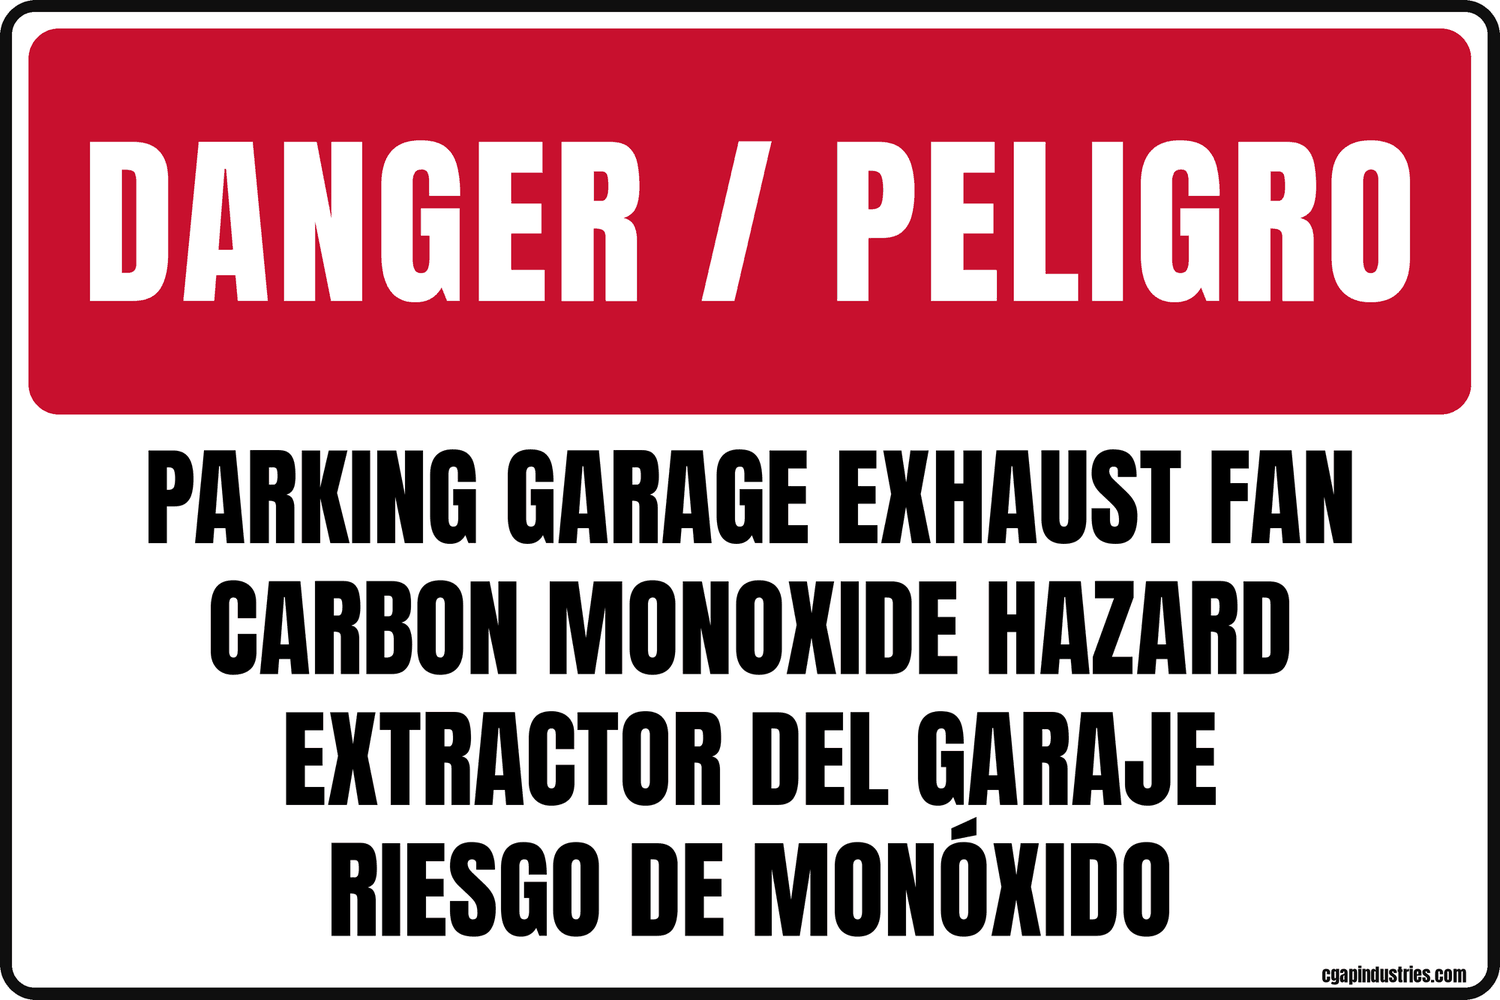 DANGER / PELIGRO
PARKING GARAGE EXHAUST FAN
CARBON MONOXIDE HAZARD
EXTRACTOR DEL GARAJE
RIESGO DE MONÓXIDO
cgapindustries.com